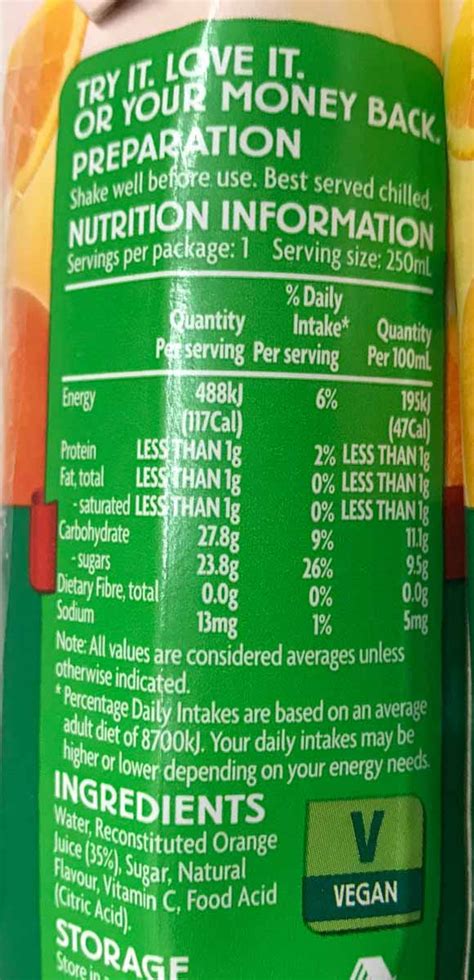 TRY IT. LOVE IT.
OR YOUR MONEY BACK.
PREPARATION
Shake well before use. Best served chilled.
NUTRITION INFORMATION
Servings per package: 1 Serving size: 250mL
Quantity Per serving % Daily Intake* Per serving Quantity Per 100mL
Energy 488kJ 6% 195kJ
(117Cal) (47Cal)
Protein LESS THAN 1g 2% LESS THAN 1g
Fat, total LESS THAN 1g 0% LESS THAN 1g
- saturated LESS THAN 1g 0% LESS THAN 1g
Carbohydrate 27.8g 9% 11.1g
- sugars 23.8g 26% 9.5g
Dietary Fibre, total 0.0g 0% 0.0g
Sodium 13mg 1% 5mg
Note: All values are considered averages unless
otherwise indicated.
* Percentage Daily Intakes are based on an average
adult diet of 8700kJ. Your daily intakes may be
higher or lower depending on your energy needs.
INGREDIENTS
Water, Reconstituted Orange
Juice (35%), Sugar, Natural
Flavour, Vitamin C, Food Acid
(Citric Acid).
V
VEGAN
STORAGE
Store in